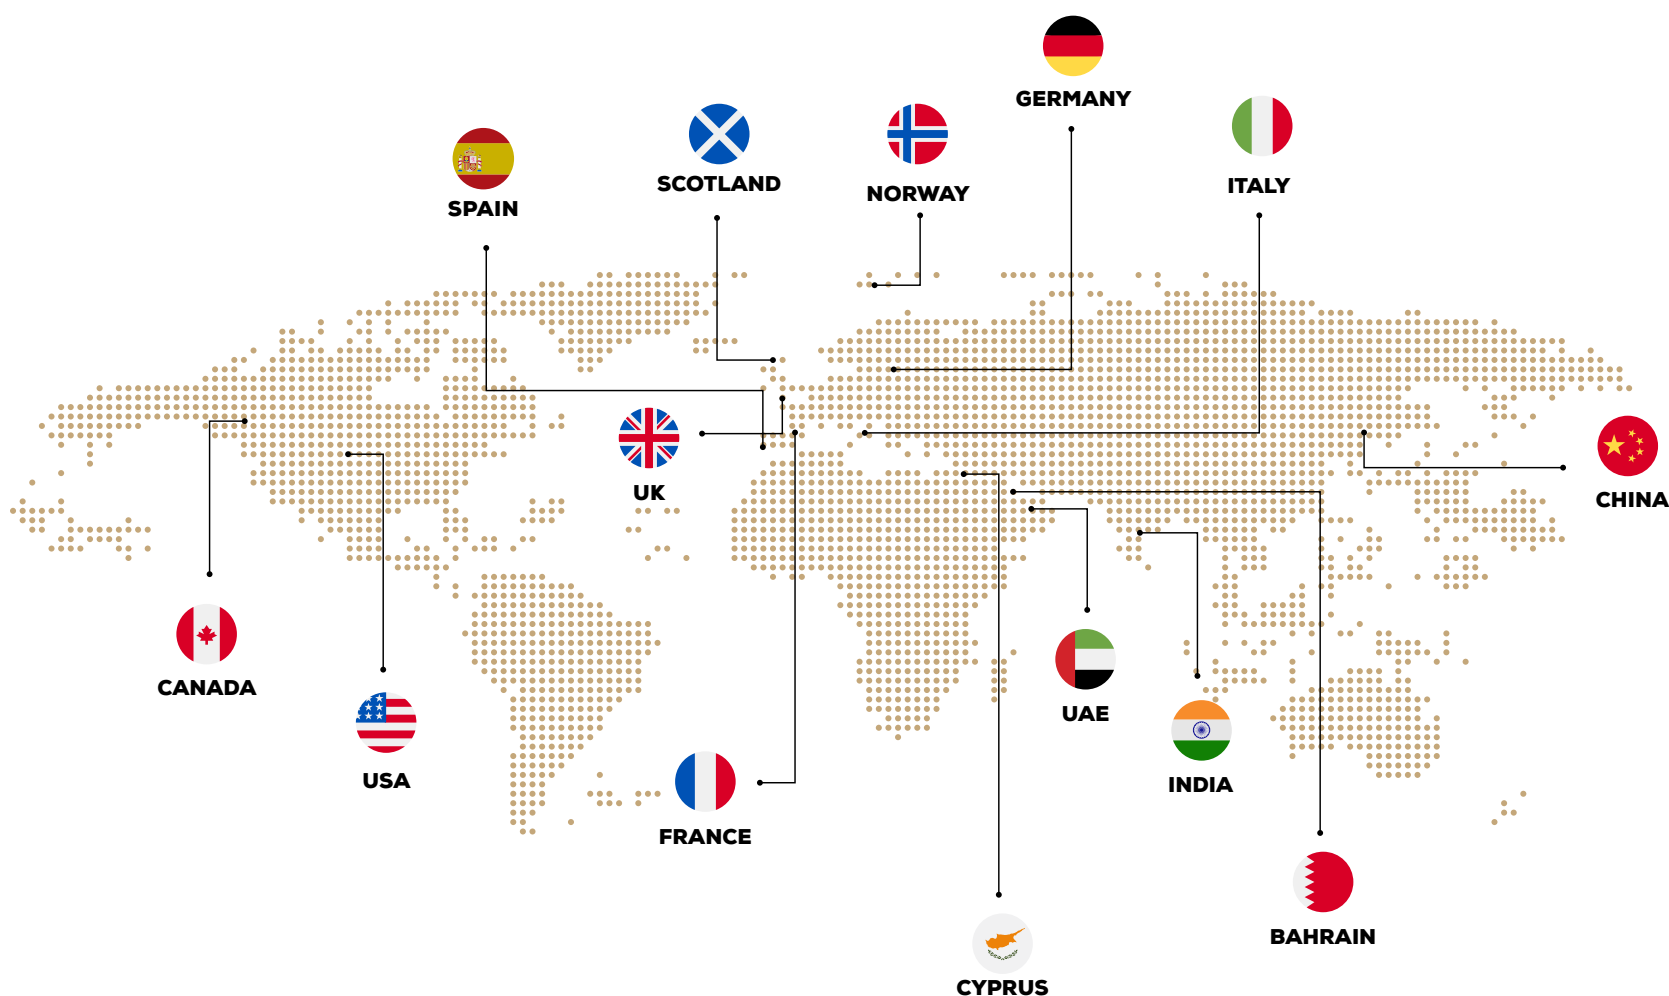 GERMANY
SCOTLAND
ITALY
NORWAY
SPAIN
UK
CHINA
CANADA
UAE
USA
INDIA
FRANCE
BAHRAIN
CYPRUS